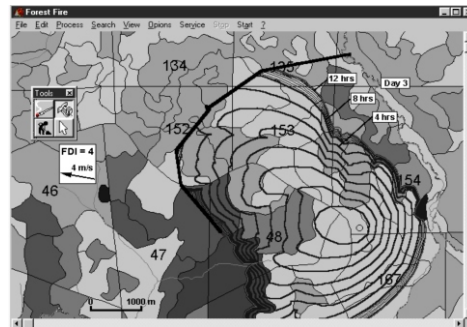 Forest Fire
File Edit Process Search View Opions Service Stop Start ?
134
135
12 hrs
Day 3
8 hrs
4 hrs
Tools
152
153
FDI = 4
4 m/s
46
154
48
47
167
0 1000 m